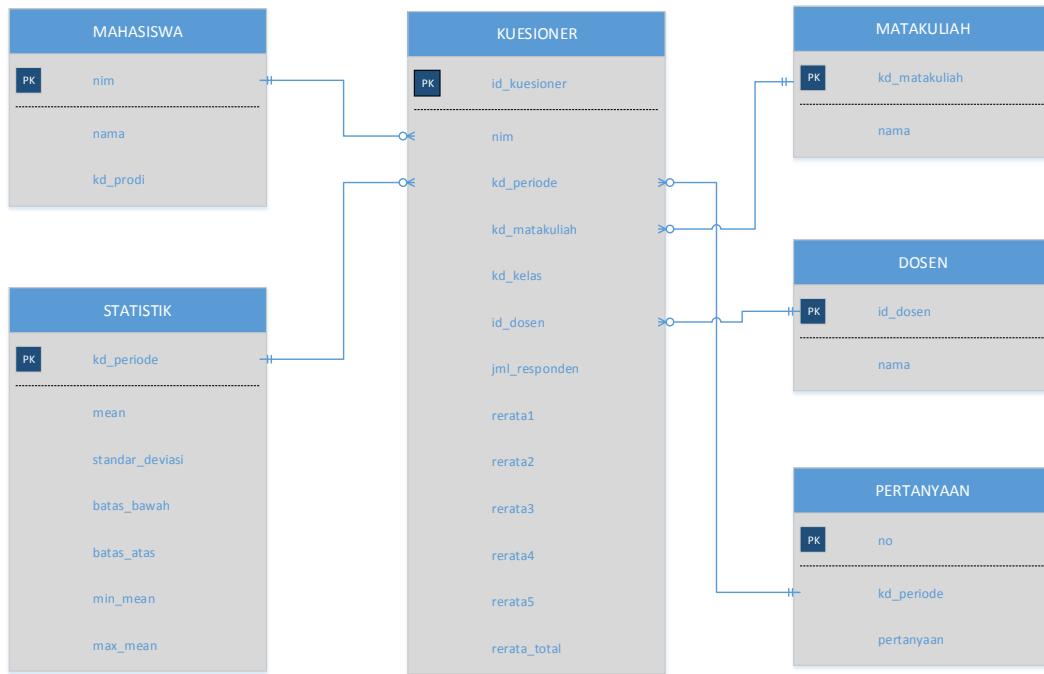 MAHASISWA
PK nim
nama
kd_prodi
STATISTIK
PK kd_periode
mean
standar_deviasi
batas_bawah
batas_atas
min_mean
max_mean
KUESIONER
PK id_kuesioner
nim
kd_periode
kd_matakuliah
kd_kelas
id_dosen
jml_responden
rerata1
rerata2
rerata3
rerata4
rerata5
rerata_total
MATAKULIAH
PK kd_matakuliah
nama
DOSEN
PK id_dosen
nama
PERTANYAAN
PK no
kd_periode
pertanyaan